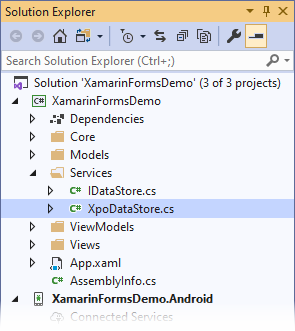 Solution Explorer
Search Solution Explorer (Ctrl+;)
Solution 'XamarinFormsDemo' (3 of 3 projects)
C# XamarinFormsDemo
Dependencies
Core
Models
Services
C# IDataStore.cs
C# XpoDataStore.cs
ViewModels
Views
App.xaml
C# AssemblyInfo.cs
XamarinFormsDemo.Android
Connected Services